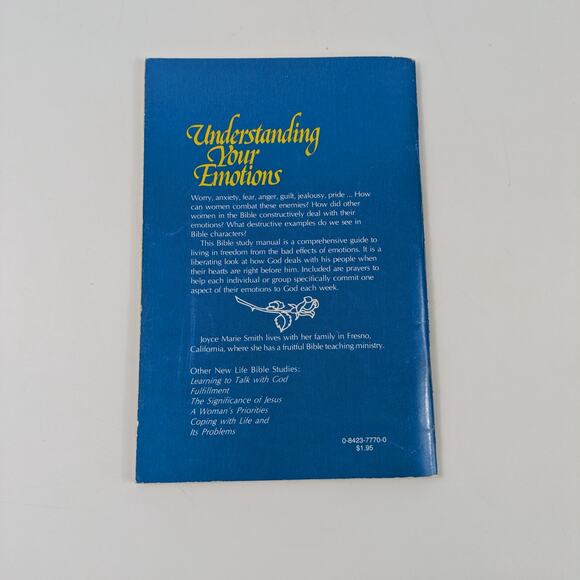 Understanding
Your
Emotions
Worry, anxiety, fear, anger, guilt, jealousy, pride ... How
can women combat these enemies? How did other
women in the Bible constructively deal with their
emotions? What destructive examples do we see in
Bible characters?
This Bible study manual is a comprehensive guide to
living in freedom from the bad effects of emotions. It is a
liberating look at how God deals with his people when
their hearts are right before him. Included are prayers to
help each individual or group specifically commit one
aspect of their emotions to God each week.
Joyce Marie Smith lives with her family in Fresno,
California, where she has a fruitful Bible teaching ministry.
Other New Life Bible Studies:
Learning to Talk with God
Fulfillment
The Significance of Jesus
A Woman's Priorities
Coping with Life and
Its Problems
0-8423-7770-0
$1.95